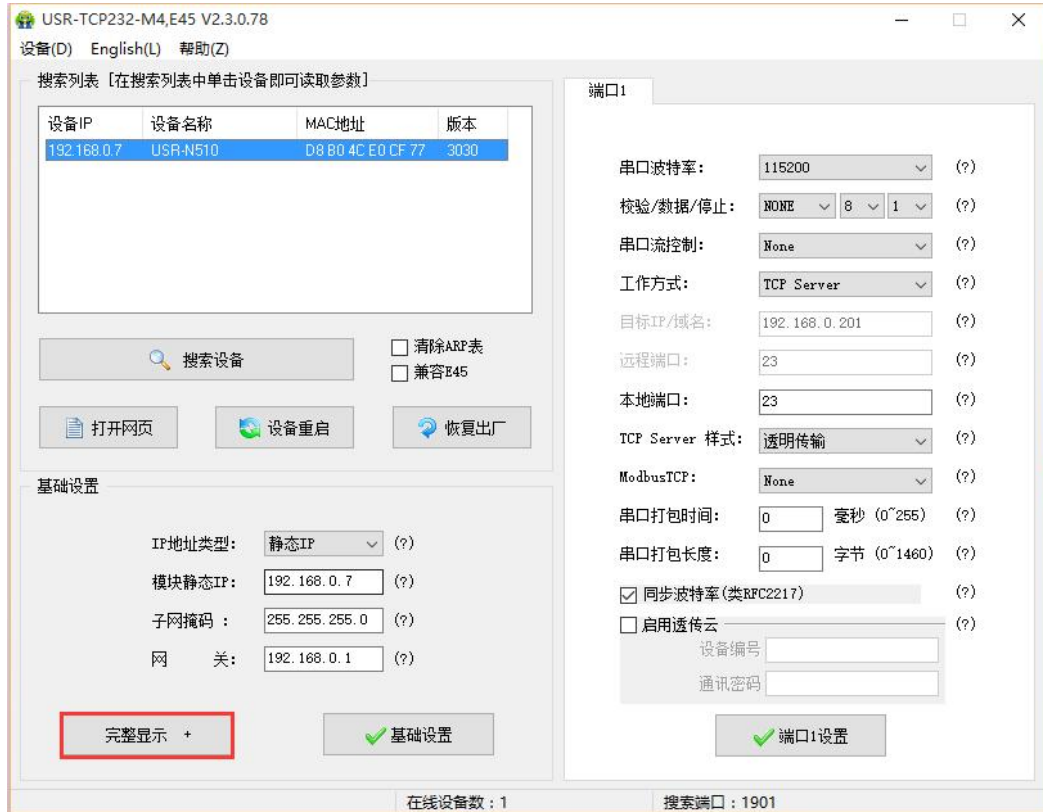 USR-TCP232-M4,E45 V2.3.0.78
设备(D) English(L) 帮助(Z)
搜索列表 [在搜索列表中单击设备即可读取参数]
设备IP 设备名称 MAC地址 版本
192.168.0.7 USR-N510 D8 B0 4C E0 CF 77 3030
搜索设备
清除ARP表
兼容E45
打开网页 设备重启 恢复出厂
基础设置
IP地址类型: 静态IP (?)
模块静态IP: 192.168.0.7 (?)
子网掩码 : 255.255.255.0 (?)
网 关: 192.168.0.1 (?)
完整显示 + 基础设置
端口1
串口波特率: 115200 (?)
校验/数据/停止: NONE 8 1 (?)
串口流控制: None (?)
工作方式: TCP Server (?)
目标IP/域名: 192.168.0.201 (?)
远程端口: 23 (?)
本地端口: 23 (?)
TCP Server 样式: 透明传输 (?)
ModbusTCP: None (?)
串口打包时间: 0 毫秒 (0~255) (?)
串口打包长度: 0 字节 (0~1460) (?)
同步波特率(类RFC2217) (?)
启用透传云 (?)
设备编号
通讯密码
端口1设置
在线设备数:1 搜索端口:1901